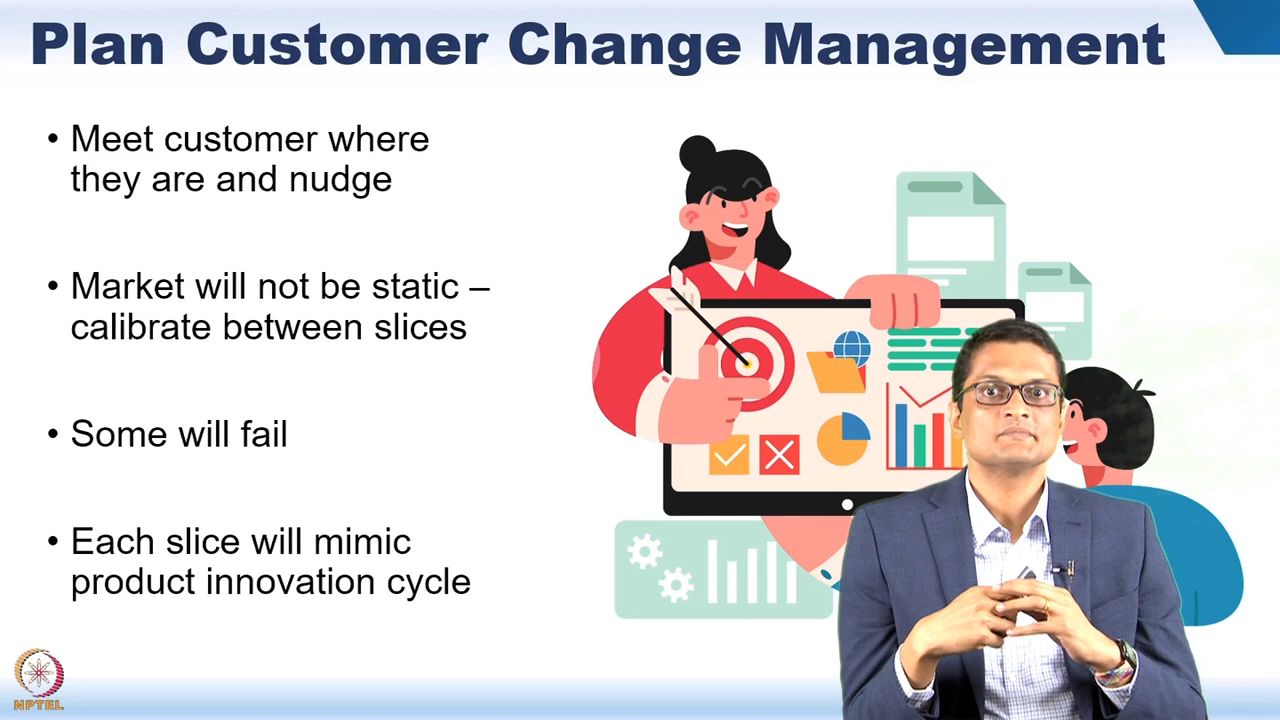 Plan Customer Change Management
• Meet customer where
they are and nudge
• Market will not be static –
calibrate between slices
• Some will fail
• Each slice will mimic
product innovation cycle
NPTEL